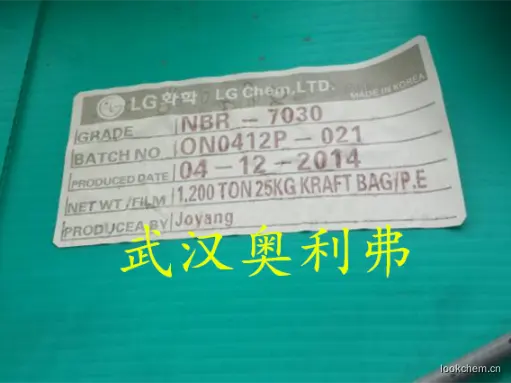 LG화학 LG Chem,LTD. MADE IN KOREA
GRADE NBR - 7030
BATCH NO ON0412P - 021
PRODUCED DATE 04 - 12 - 2014
NET WT./FILM 1.200 TON 25KG KRAFT BAG/P.E
PRODUCEA BY Joyang
武汉奥利弗
lookchem.cn